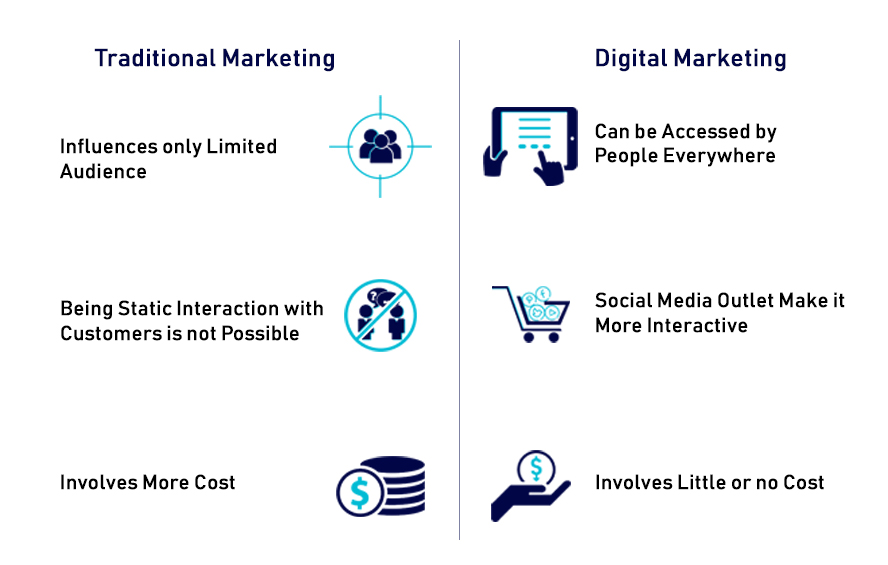 Traditional Marketing
Digital Marketing
Influences only Limited
Audience
Can be Accessed by
People Everywhere
Being Static Interaction with
Customers is not Possible
Social Media Outlet Make it
More Interactive
Involves More Cost
$
$
Involves Little or no Cost